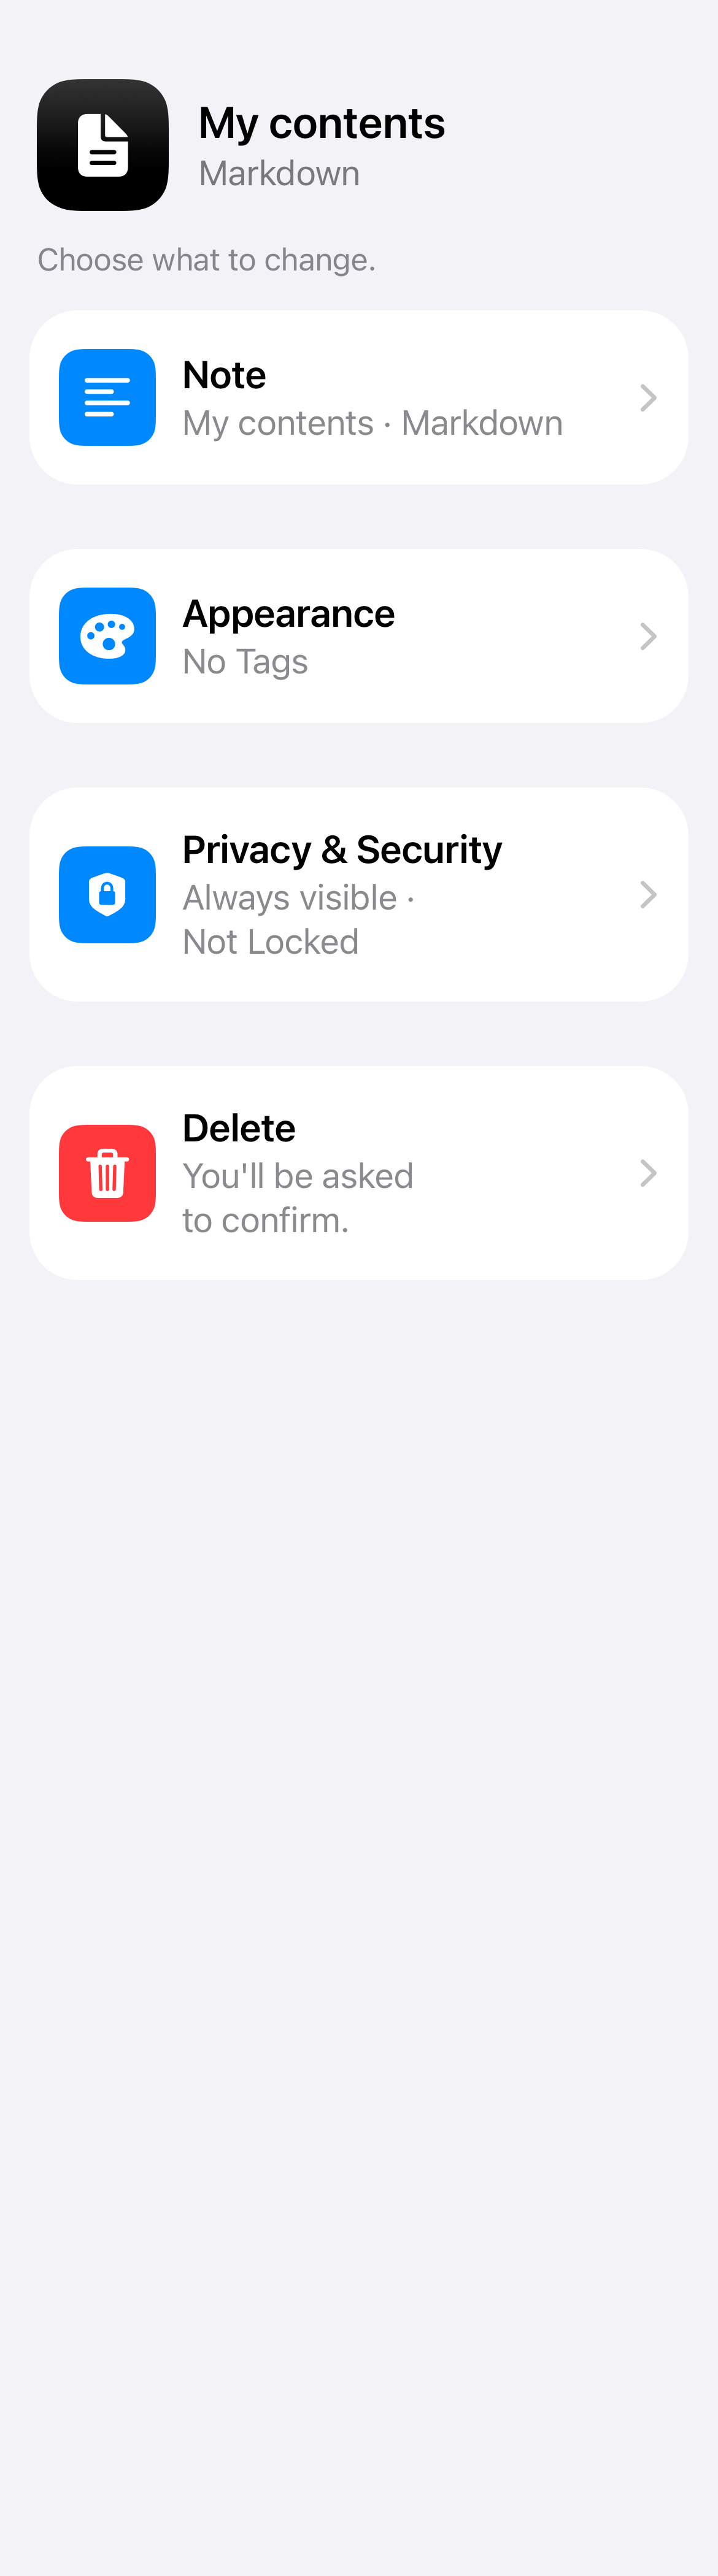 My contents
Markdown
Choose what to change.
Note
My contents · Markdown
Appearance
No Tags
Privacy & Security
Always visible ·
Not Locked
Delete
You'll be asked
to confirm.